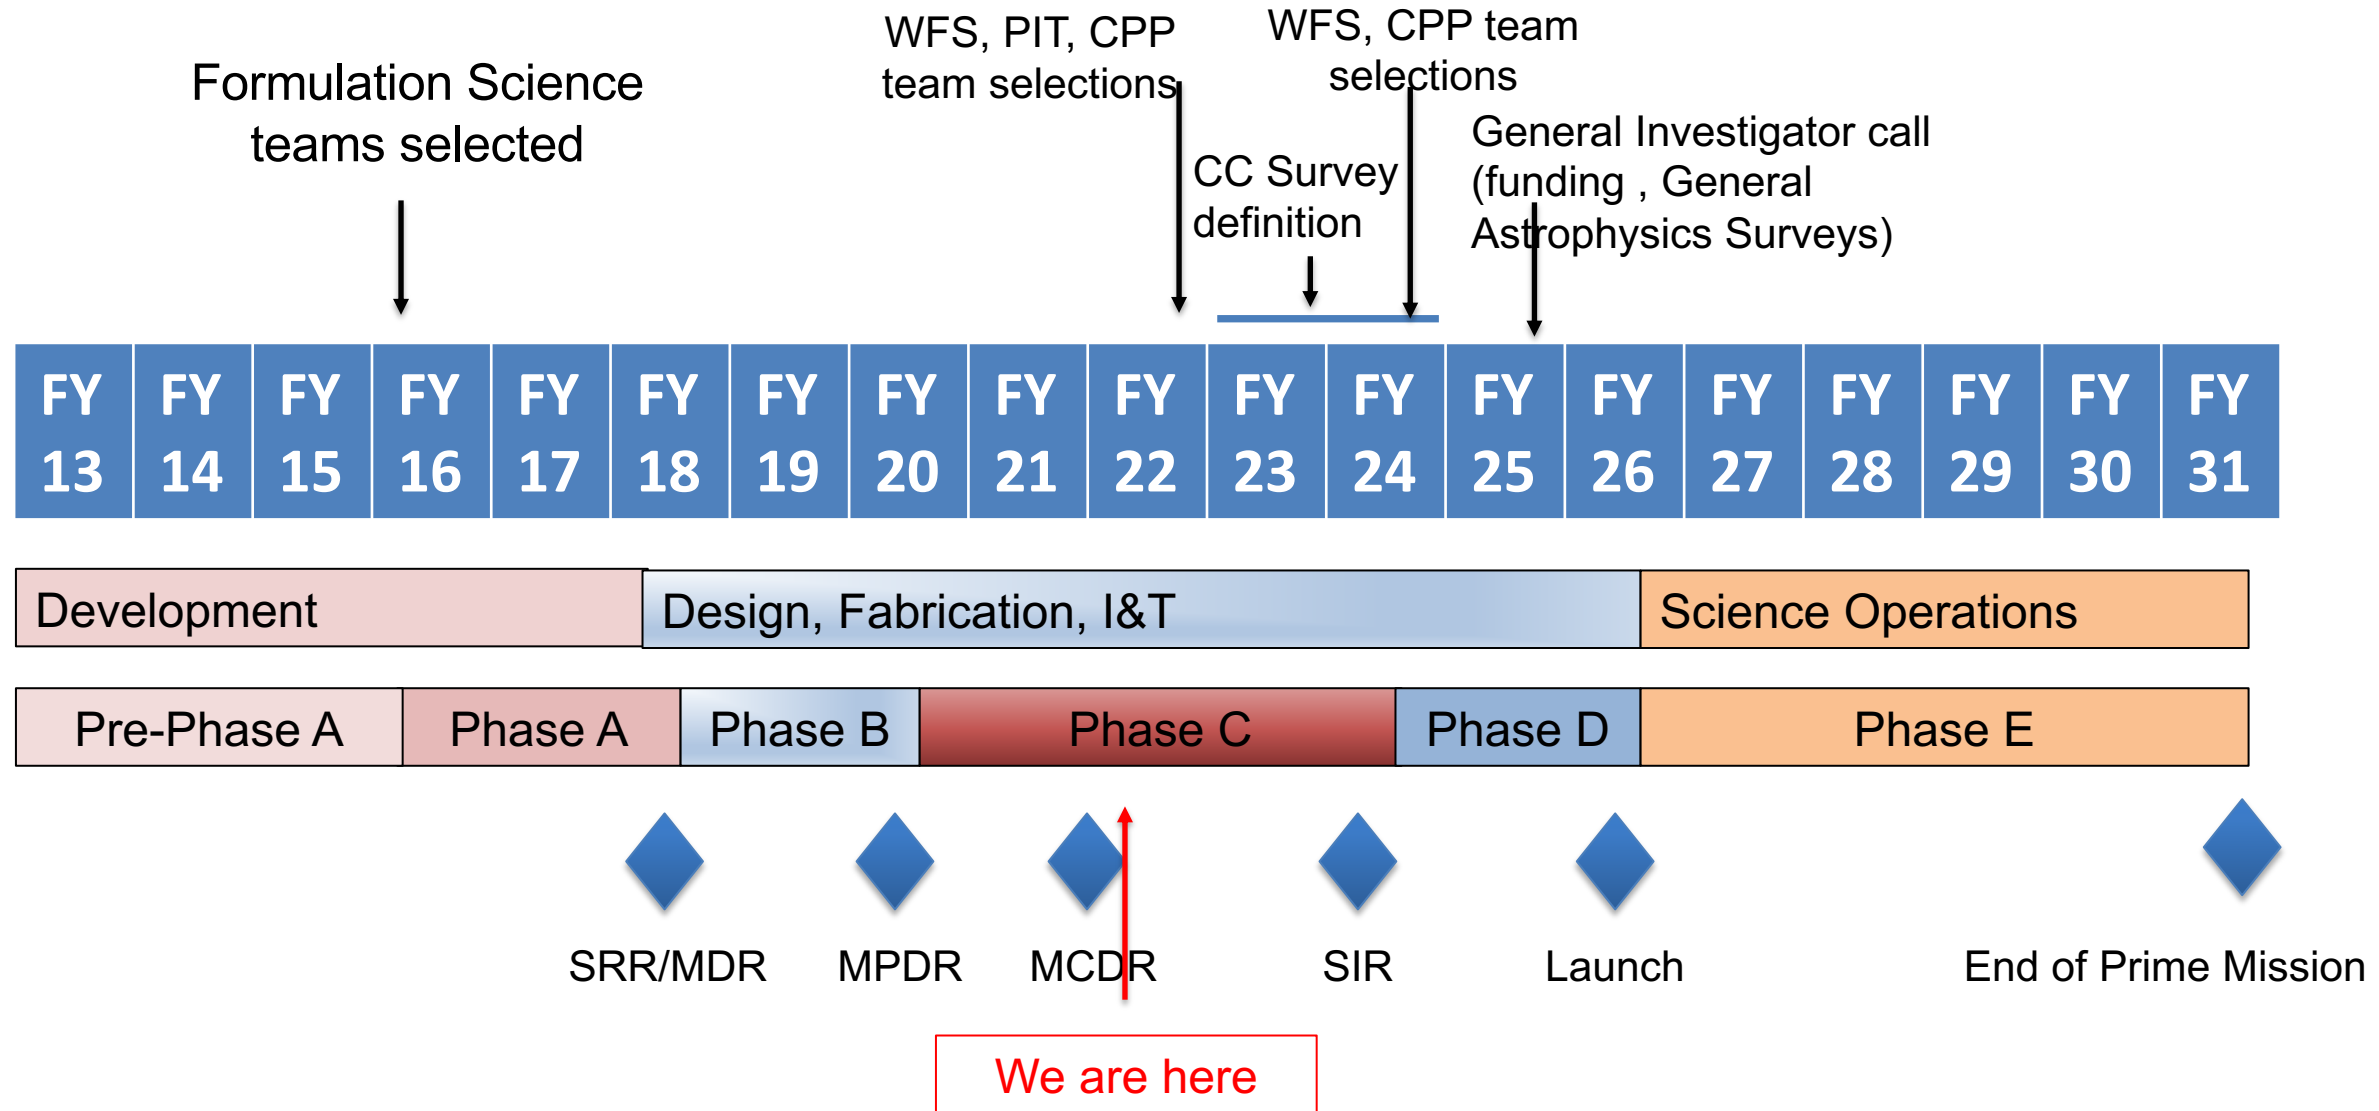 WFS, PIT, CPP
team selections
WFS, CPP team
selections
Formulation Science
teams selected
General Investigator call
(funding , General
Astrophysics Surveys)
CC Survey
definition
FY FY FY FY FY FY FY FY FY FY FY FY FY FY FY FY FY FY FY
13 14 15 16 17 18 19 20 21 22 23 24 25 26 27 28 29 30 31
Development
Design, Fabrication, I&T
Science Operations
Pre-Phase A
Phase A
Phase B
Phase C
Phase D
Phase E
SRR/MDR
MPDR
MCDR
SIR
Launch
End of Prime Mission
We are here